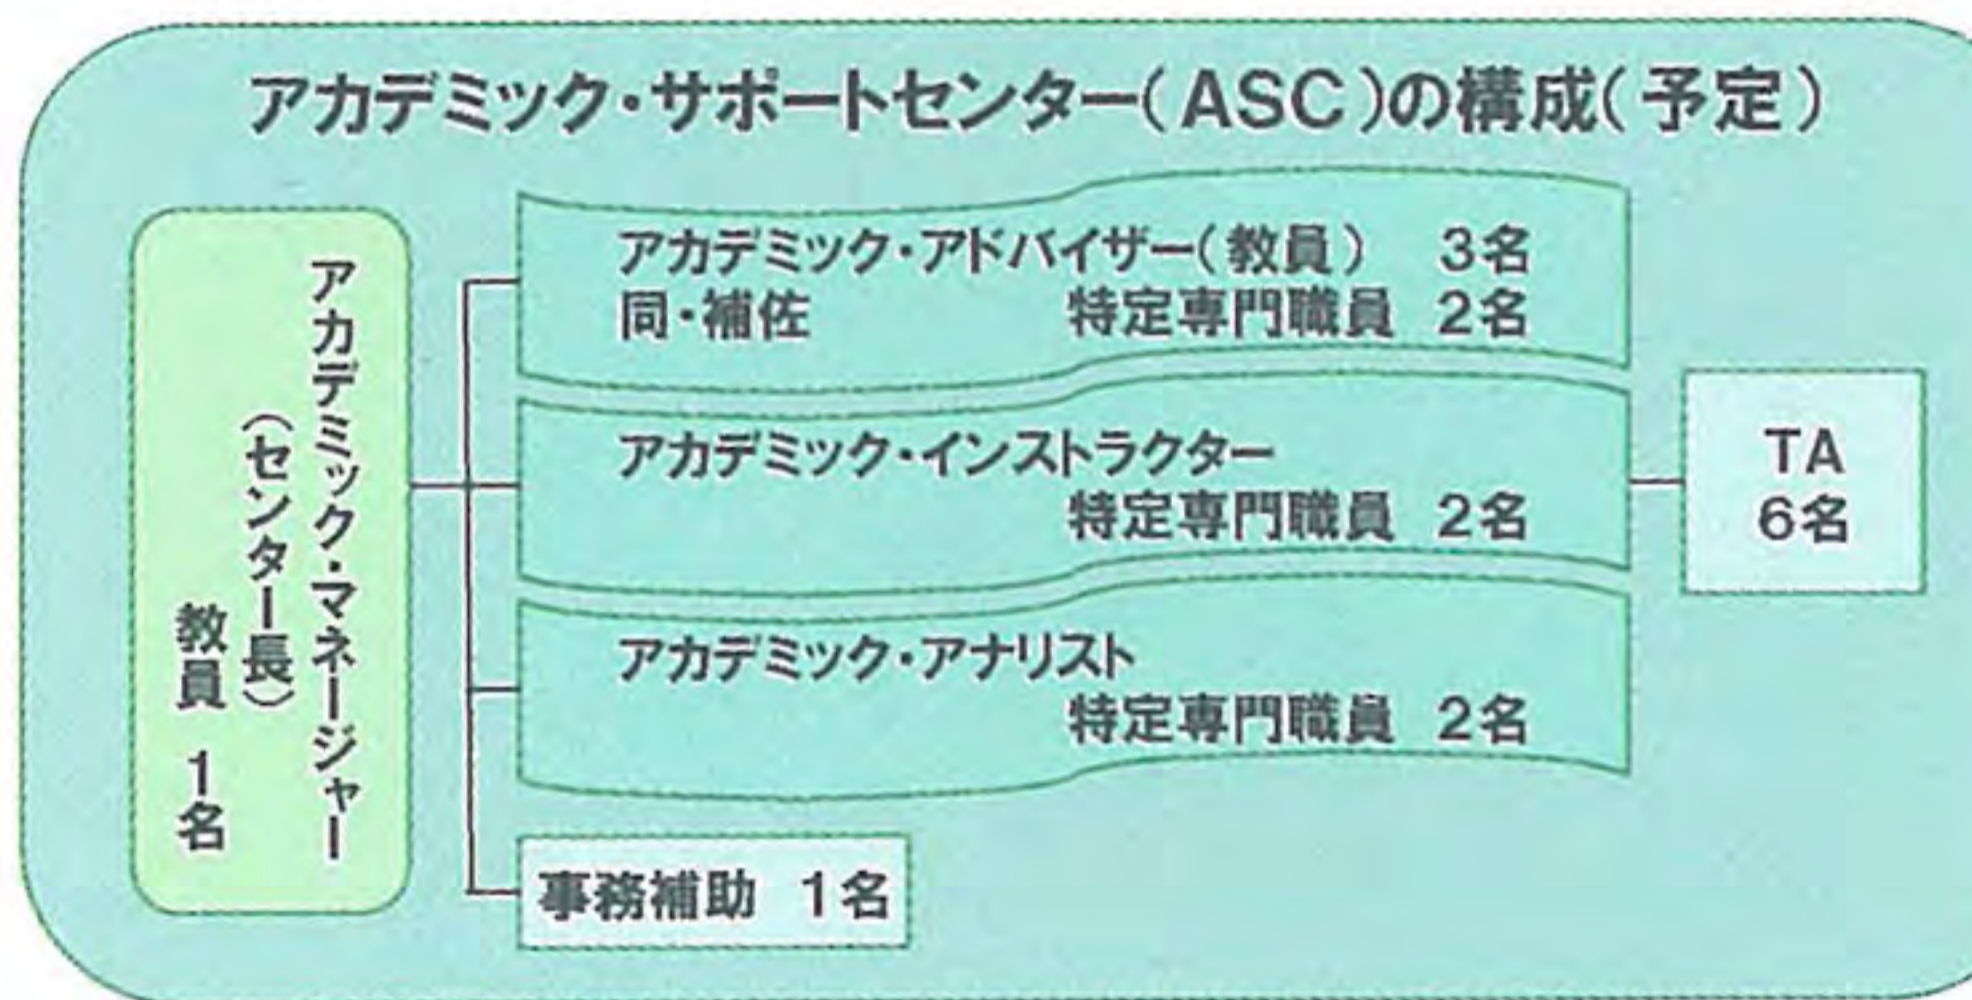 アカデミック・サポートセンター(ASC)の構成(予定)
アカデミック・マネージャー
(センター長)
教員 1名
アカデミック・アドバイザー(教員) 3名
同・補佐 特定専門職員 2名
アカデミック・インストラクター
特定専門職員 2名
アカデミック・アナリスト
特定専門職員 2名
事務補助 1名
TA
6名